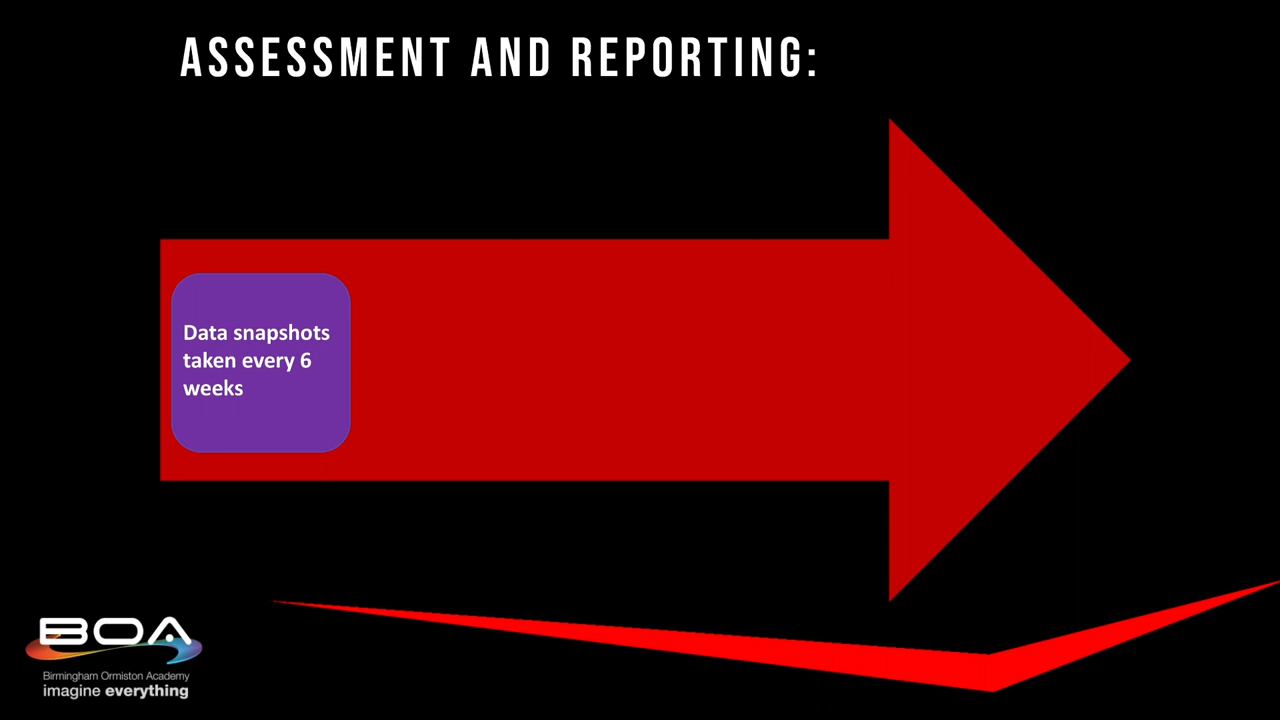 ASSESSMENT AND REPORTING:
Data snapshots
taken every 6
weeks
BOA
Birmingham Ormiston Academy
imagine everything